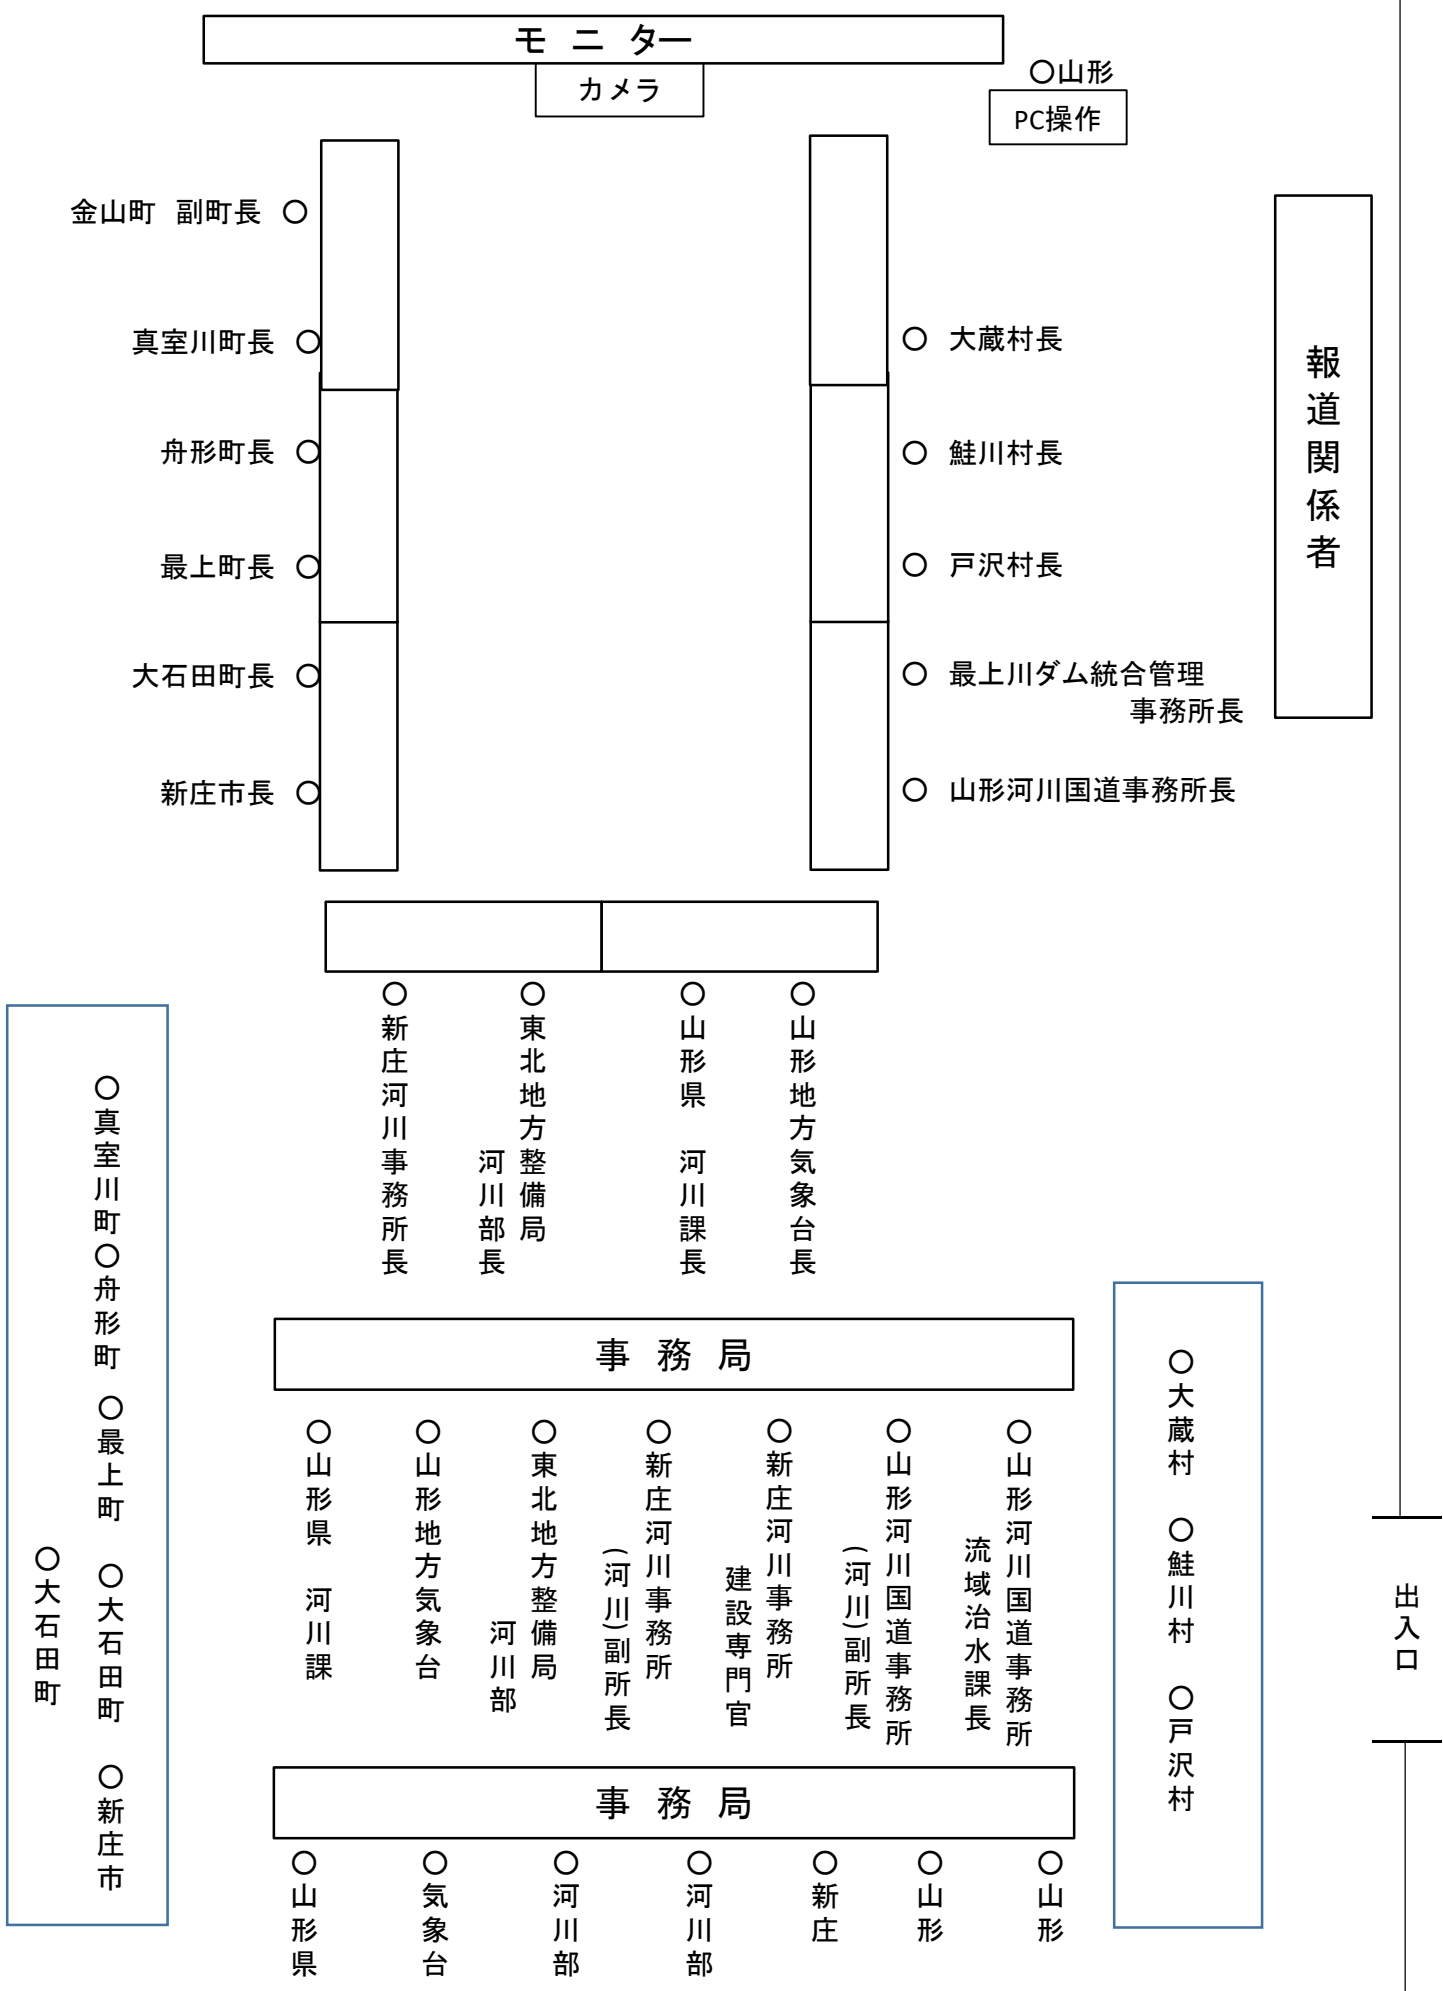 モニター
カメラ
○山形
PC操作
金山町 副町長 ○
真室川町長 ○
舟形町長 ○
最上町長 ○
大石田町長 ○
新庄市長 ○
○ 大蔵村長
○ 鮭川村長
○ 戸沢村長
○ 最上川ダム統合管理
事務所長
○ 山形河川国道事務所長
報道関係者
○新庄河川事務所長
○東北地方整備局
河川部長
○山形県 河川課長
○山形地方気象台長
○真室川町○舟形町
○最上町 ○大石田町 ○新庄市
○大石田町
事務局
○山形県 河川課
○山形地方気象台
○東北地方整備局
河川部
○新庄河川事務所
(河川)副所長
○新庄河川事務所
建設専門官
○山形河川国道事務所
(河川)副所長
○山形河川国道事務所
流域治水課長
○大蔵村 ○鮭川村 ○戸沢村
出入口
事務局
○山形県
○気象台
○河川部
○河川部
○新庄
○山形
○山形